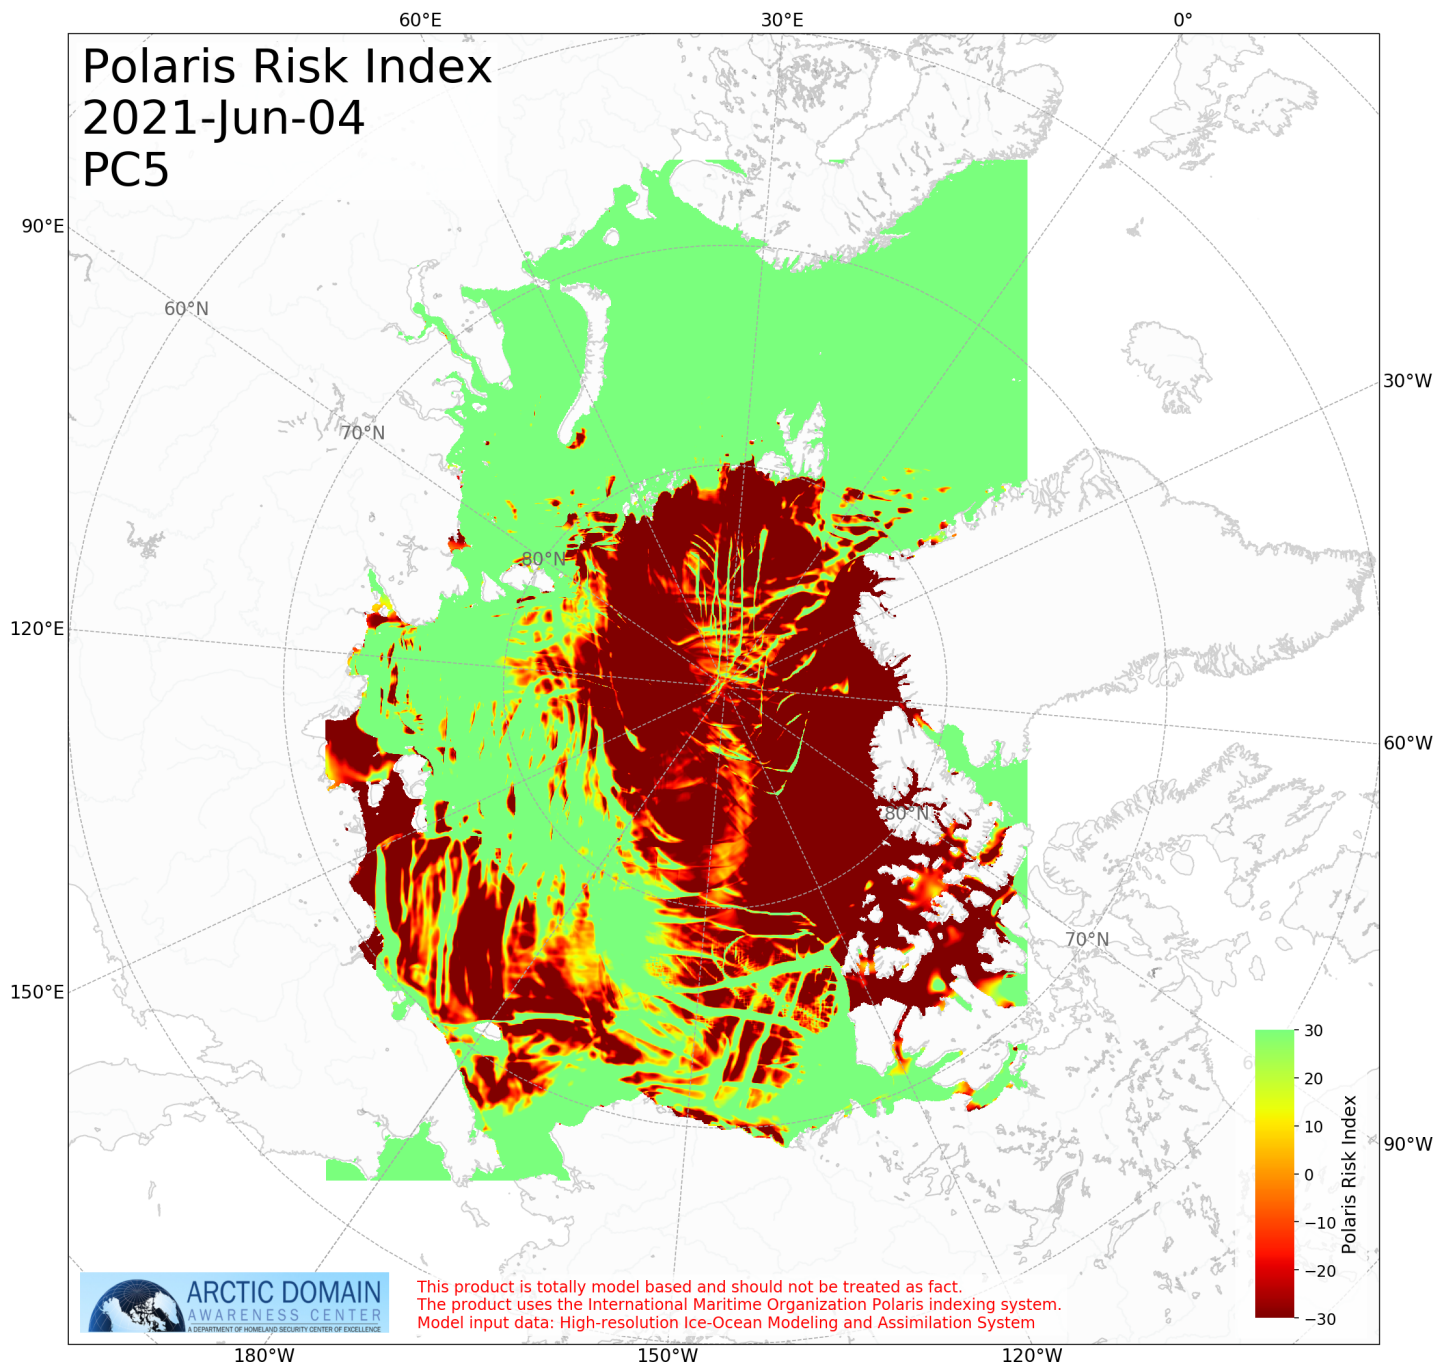 60°E
30°E
0°
Polaris Risk Index
2021-Jun-04
PC5
90°E
60°N
30°W
70°N
80°N
120°E
60°W
80°N
70°N
150°E
30
20
10
0
−10
−20
−30
Polaris Risk Index
90°W
ARCTIC DOMAIN
AWARENESS CENTER
A DEPARTMENT OF HOMELAND SECURITY CENTER OF EXCELLENCE
This product is totally model based and should not be treated as fact.
The product uses the International Maritime Organization Polaris indexing system.
Model input data: High-resolution Ice-Ocean Modeling and Assimilation System
180°W
150°W
120°W